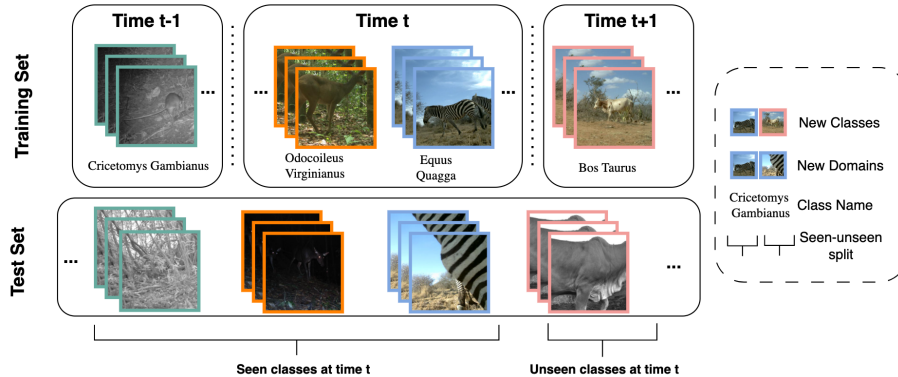 Time t-1
Time t
Time t+1
Training Set
...
...
...
...
Cricetomys Gambianus
Odocoileus
Virginianus
Equus
Quagga
Bos Taurus
Test Set
...
...
Seen classes at time t
Unseen classes at time t
New Classes
New Domains
Cricetomys
Gambianus
Class Name
Seen-unseen
split